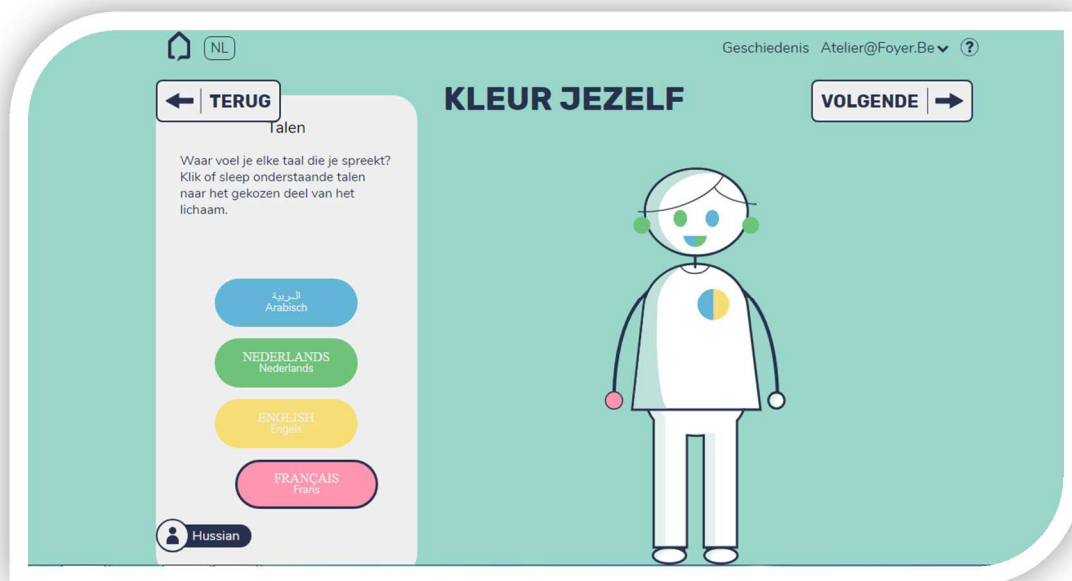 NL
Geschiedenis Atelier@Foyer.Be ?
TERUG
KLEUR JEZELF
VOLGENDE
Talen
Waar voel je elke taal die je spreekt?
Klik of sleep onderstaande talen
naar het gekozen deel van het
lichaam.
Arabisch
NEDERLANDS
Nederlands
ENGLISH
Engels
FRANÇAIS
Frans
Hussian